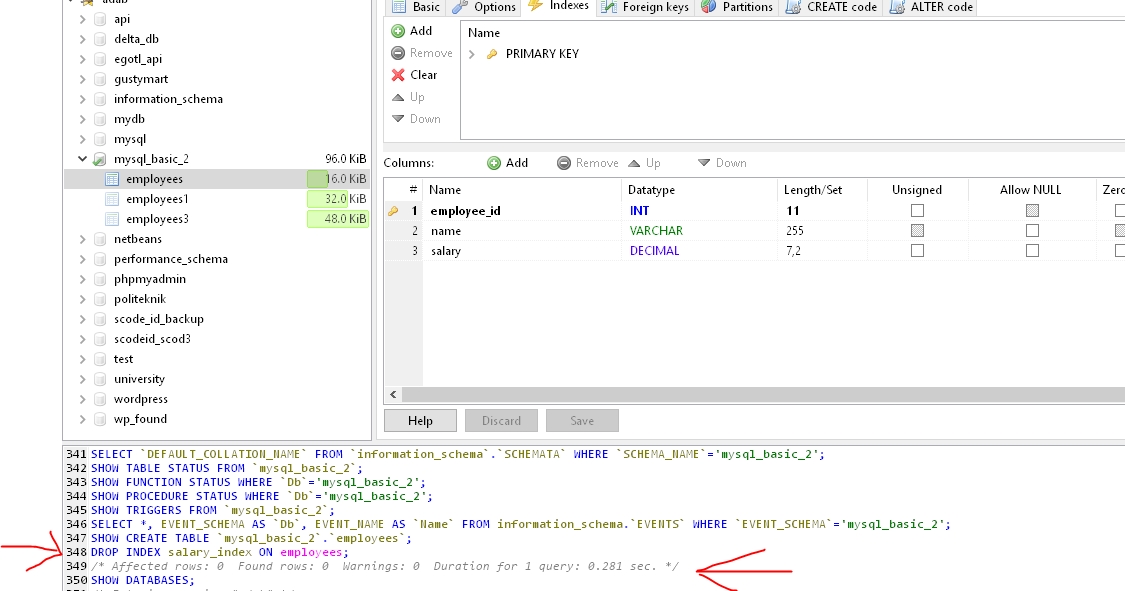 adab
Basic Options Indexes Foreign keys Partitions CREATE code ALTER code
api
delta_db
egotl_api
gustymart
information_schema
mydb
mysql
mysql_basic_2 96.0 KiB
employees 16.0 KiB
employees1 32.0 KiB
employees3 48.0 KiB
netbeans
performance_schema
phpmyadmin
politeknik
scode_id_backup
scodeid_scod3
test
university
wordpress
wp_found
Add
Remove
Clear
Up
Down
Name
PRIMARY KEY
Columns: Add Remove Up Down
# Name Datatype Length/Set Unsigned Allow NULL Zero
1 employee_id INT 11
2 name VARCHAR 255
3 salary DECIMAL 7,2
Help Discard Save
341 SELECT `DEFAULT_COLLATION_NAME` FROM `information_schema`.`SCHEMATA` WHERE `SCHEMA_NAME`='mysql_basic_2';
342 SHOW TABLE STATUS FROM `mysql_basic_2`;
343 SHOW FUNCTION STATUS WHERE `Db`='mysql_basic_2';
344 SHOW PROCEDURE STATUS WHERE `Db`='mysql_basic_2';
345 SHOW TRIGGERS FROM `mysql_basic_2`;
346 SELECT *, EVENT_SCHEMA AS `Db`, EVENT_NAME AS `Name` FROM information_schema.`EVENTS` WHERE `EVENT_SCHEMA`='mysql_basic_2';
347 SHOW CREATE TABLE `mysql_basic_2`.`employees`;
348 DROP INDEX salary_index ON employees;
349 /* Affected rows: 0 Found rows: 0 Warnings: 0 Duration for 1 query: 0.281 sec. */
350 SHOW DATABASES;